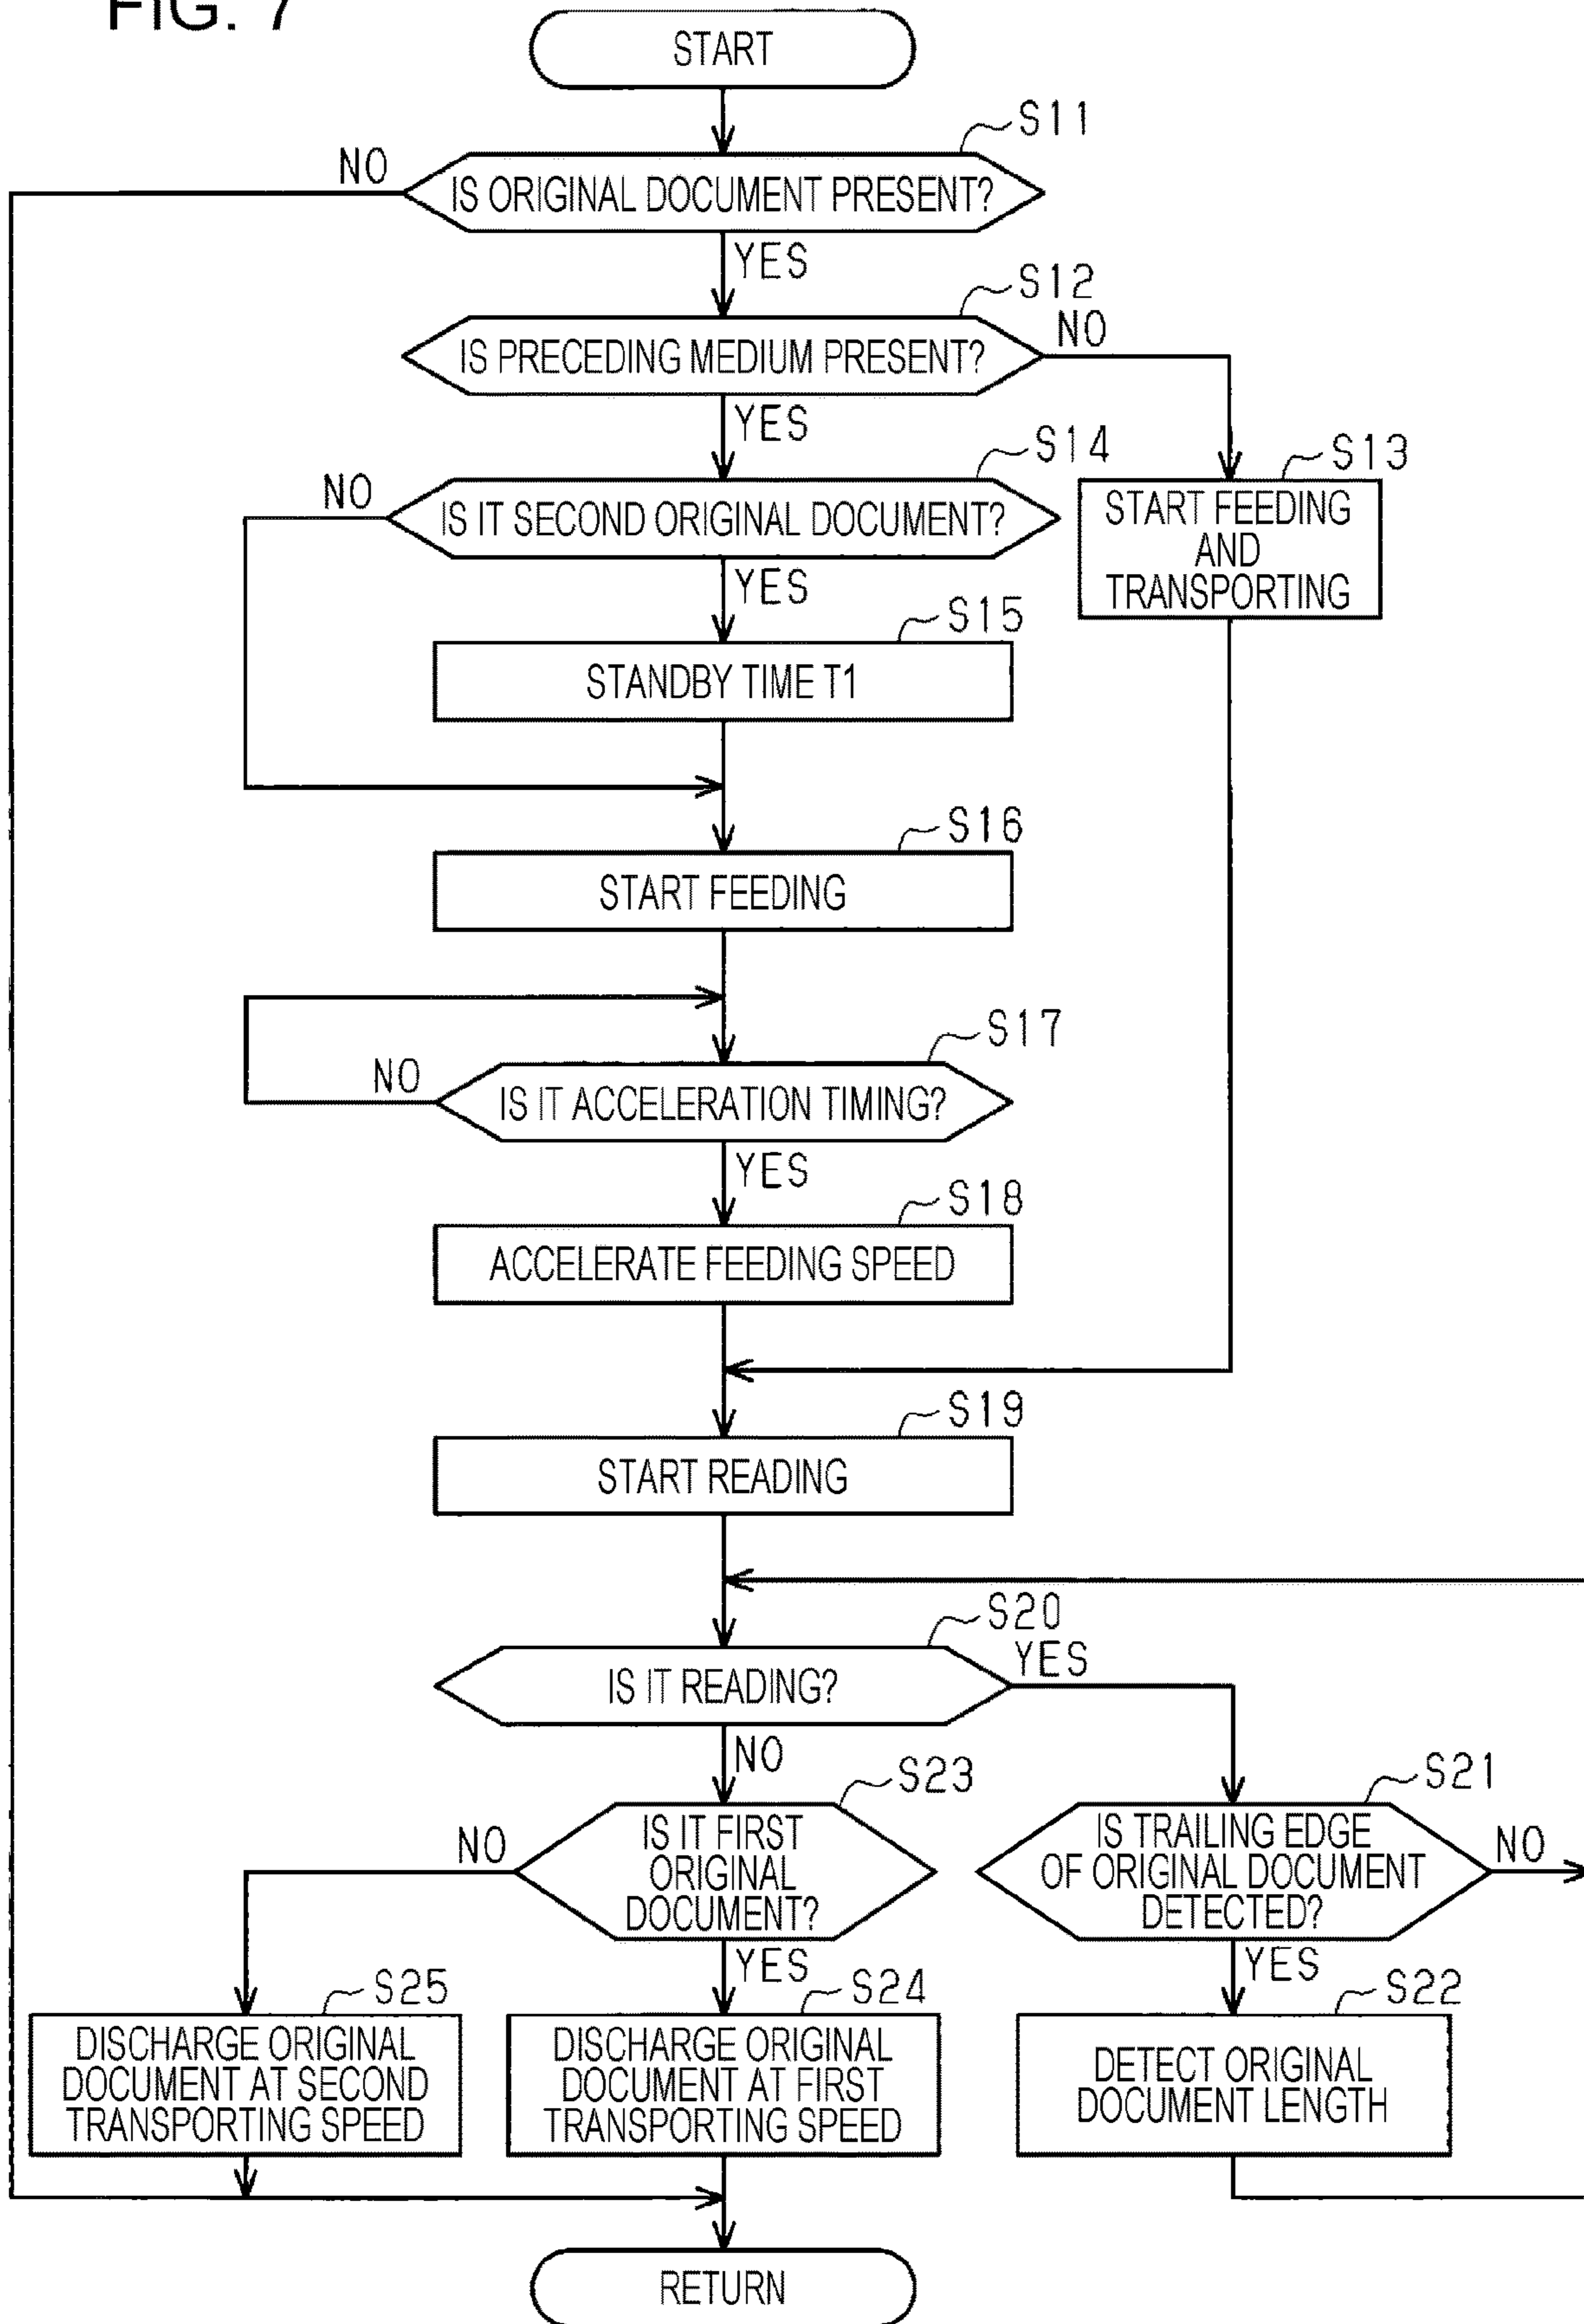 FIG. 7
START
S11
NO
IS ORIGINAL DOCUMENT PRESENT?
YES
S12
NO
IS PRECEDING MEDIUM PRESENT?
YES
S14
NO
IS IT SECOND ORIGINAL DOCUMENT?
S13
START FEEDING
AND
TRANSPORTING
YES
S15
STANDBY TIME T1
S16
START FEEDING
S17
NO
IS IT ACCELERATION TIMING?
YES
S18
ACCELERATE FEEDING SPEED
S19
START READING
S20
YES
IS IT READING?
NO
S23
NO
IS IT FIRST
ORIGINAL
DOCUMENT?
S21
IS TRAILING EDGE
OF ORIGINAL DOCUMENT
DETECTED?
NO
YES
YES
S25
DISCHARGE ORIGINAL
DOCUMENT AT SECOND
TRANSPORTING SPEED
S24
DISCHARGE ORIGINAL
DOCUMENT AT FIRST
TRANSPORTING SPEED
S22
DETECT ORIGINAL
DOCUMENT LENGTH
RETURN